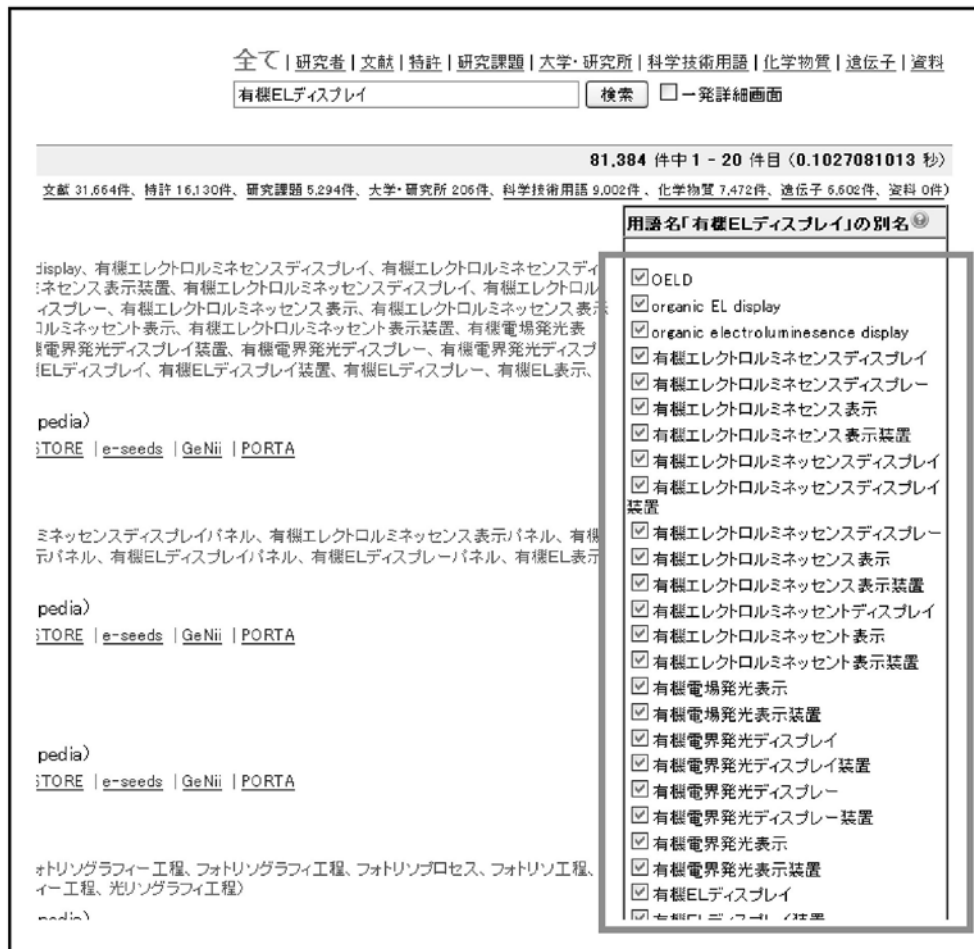 全て | 研究者 | 文献 | 特許 | 研究課題 | 大学・研究所 | 科学技術用語 | 化学物質 | 遺伝子 | 資料
有機ELディスプレイ 検索 一発詳細画面
81,384 件中 1 - 20 件目 (0.1027081013 秒)
文献 31,664件、特許 16,130件、研究課題 5,294件、大学・研究所 206件、科学技術用語 9,002件、化学物質 7,472件、遺伝子 6,602件、資料 0件)
display、有機エレクトロルミネセンスディスプレイ、有機エレクトロルミネセンスディ
ミネセンス表示装置、有機エレクトロルミネッセンスディスプレイ、有機エレクトロル
ィスプレー、有機エレクトロルミネッセンス表示、有機エレクトロルミネッセンス表示
ロルミネッセント表示、有機エレクトロルミネッセント表示装置、有機電場発光表
電界発光ディスプレイ装置、有機電界発光ディスプレー、有機電界発光ディスプ
ELディスプレイ、有機ELディスプレイ装置、有機ELディスプレー、有機EL表示、
pedia)
STORE | e-seeds | GeNii | PORTA
ミネッセンスディスプレイパネル、有機エレクトロルミネッセンス表示パネル、有機
示パネル、有機ELディスプレイパネル、有機ELディスプレーパネル、有機EL表示
pedia)
STORE | e-seeds | GeNii | PORTA
pedia)
STORE | e-seeds | GeNii | PORTA
ォトリソグラフィー工程、フォトリソグラフィ工程、フォトリソプロセス、フォトリソ工程、
ィー工程、光リソグラフィ工程)
pedia)
用語名「有機ELディスプレイ」の別名
OELD
organic EL display
organic electroluminesence display
有機エレクトロルミネセンスディスプレイ
有機エレクトロルミネセンスディスプレー
有機エレクトロルミネセンス表示
有機エレクトロルミネセンス表示装置
有機エレクトロルミネッセンスディスプレイ
有機エレクトロルミネッセンスディスプレイ
装置
有機エレクトロルミネッセンスディスプレー
有機エレクトロルミネッセンス表示
有機エレクトロルミネッセンス表示装置
有機エレクトロルミネッセントディスプレイ
有機エレクトロルミネッセント表示
有機エレクトロルミネッセント表示装置
有機電場発光表示
有機電場発光表示装置
有機電界発光ディスプレイ
有機電界発光ディスプレイ装置
有機電界発光ディスプレー
有機電界発光ディスプレー装置
有機電界発光表示
有機電界発光表示装置
有機ELディスプレイ
有機ELディスプレイ装置